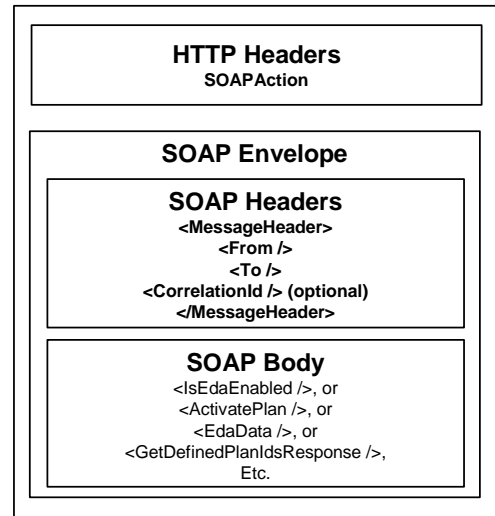 HTTP Headers
SOAPAction
SOAP Envelope
SOAP Headers
<MessageHeader>
<From />
<To />
<CorrelationId /> (optional)
</MessageHeader>
SOAP Body
<IsEdaEnabled />, or
<ActivatePlan />, or
<EdaData />, or
<GetDefinedPlanIdsResponse />,
Etc.